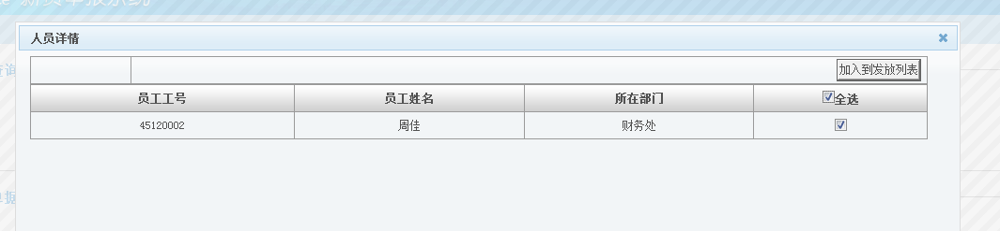 人员详情
加入到发放列表
员工工号 员工姓名 所在部门 全选
45120002 周佳 财务处